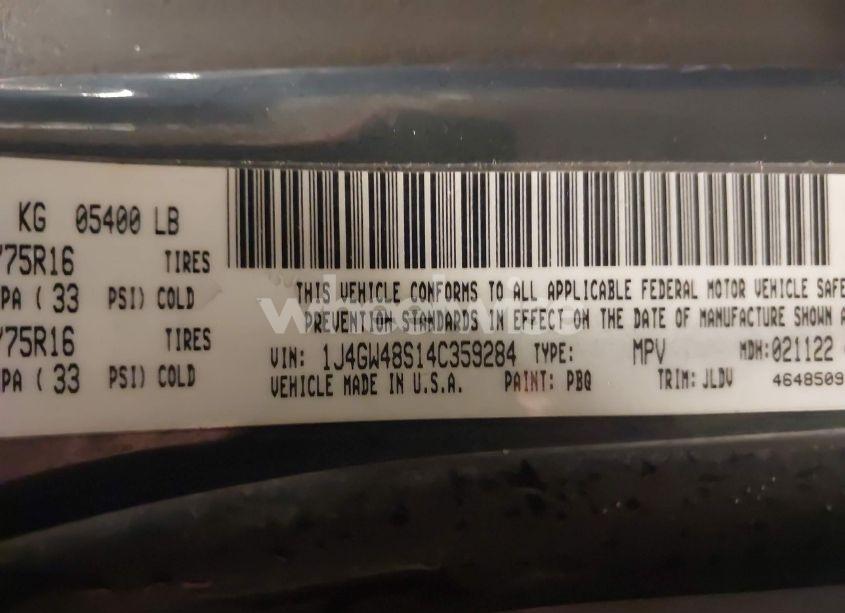 KG 05400 LB
/75R16 TIRES
PA ( 33 PSI) COLD
/75R16 TIRES
PA ( 33 PSI) COLD
THIS VEHICLE CONFORMS TO ALL APPLICABLE FEDERAL MOTOR VEHICLE SAFE
PREVENTION STANDARDS IN EFFECT ON THE DATE OF MANUFACTURE SHOWN A
VIN: 1J4GW48S14C359284 TYPE: MPV MDH:021122
VEHICLE MADE IN U.S.A. PAINT: PBQ TRIM: JLDV 4648509